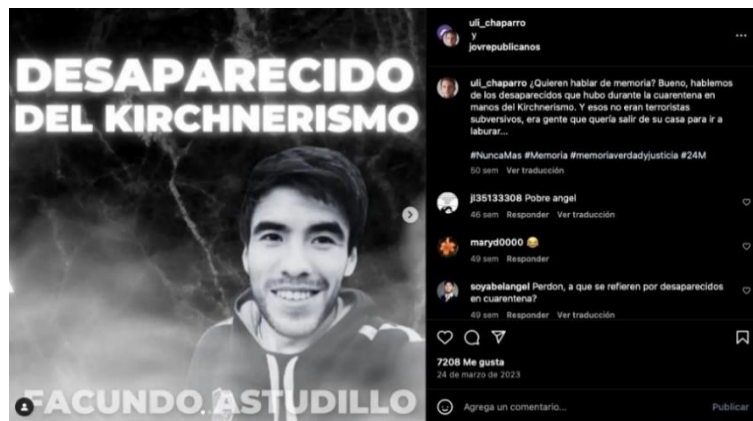 DESAPARECIDO
DEL KIRCHNERISMO
FACUNDO ASTUDILLO
uli_chaparro
y
jovrepublicanos
uli_chaparro ¿Quieren hablar de memoria? Bueno, hablemos
de los desaparecidos que hubo durante la cuarentena en
manos del Kirchnerismo. Y esos no eran terroristas
subversivos, era gente que quería salir de su casa para ir a
laburar...
#NuncaMas #Memoria #memoriaverdadyjusticia #24M
50 sem Ver traducción
jl35133308 Pobre angel
46 sem Responder Ver traducción
maryd0000 😂
49 sem Responder
soyabelangel Perdon, a que se refieren por desaparecidos
en cuarentena?
49 sem Responder Ver traducción
7208 Me gusta
24 de marzo de 2023
Agrega un comentario...
Publicar